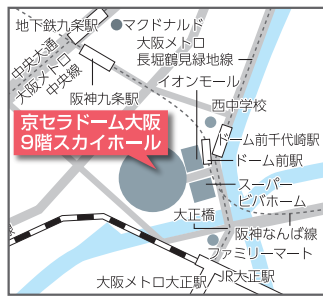 地下鉄九条駅
マクドナルド
大阪メトロ
長堀鶴見緑地線
中央大通
大阪メトロ
中央線
イオンモール
阪神九条駅
西中学校
京セラドーム大阪
9階スカイホール
ドーム前千代崎駅
ドーム前駅
スーパー
ビバホーム
大正橋
阪神なんば線
ファミリーマート
JR大正駅
大阪メトロ大正駅